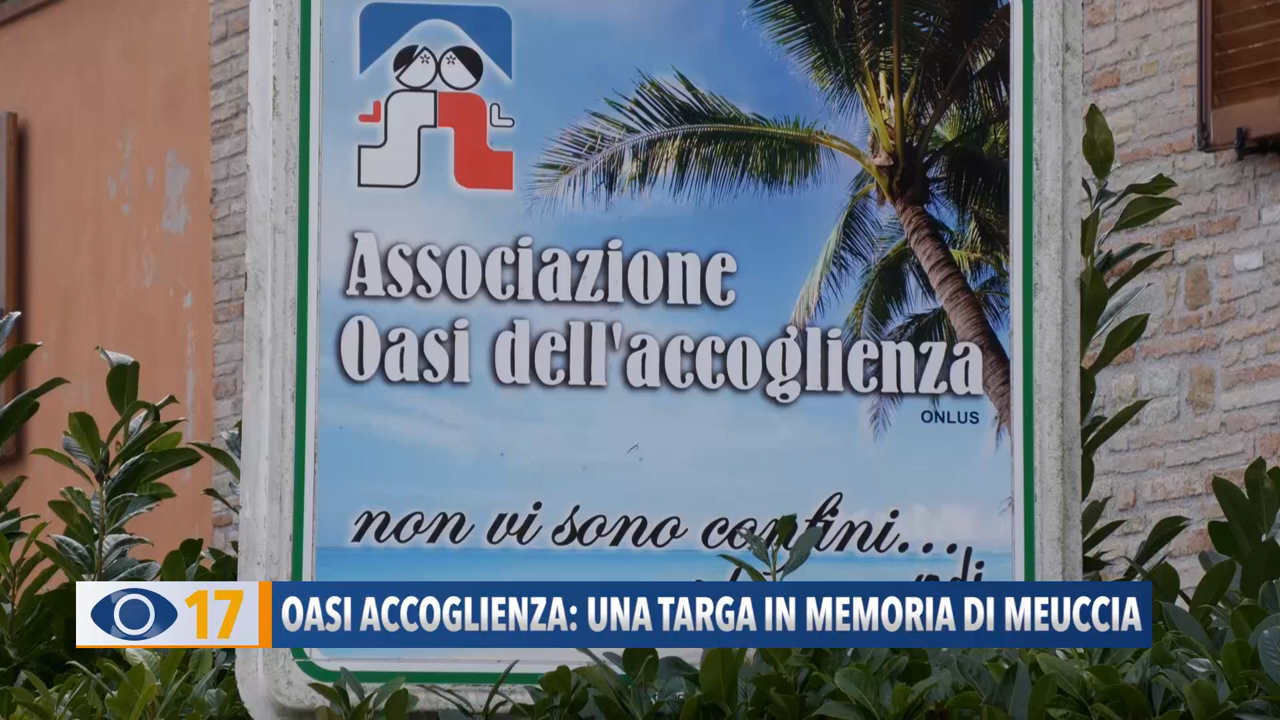 Associazione
Oasi dell'accoglienza
ONLUS
non vi sono confini...
17
OASI ACCOGLIENZA: UNA TARGA IN MEMORIA DI MEUCCIA